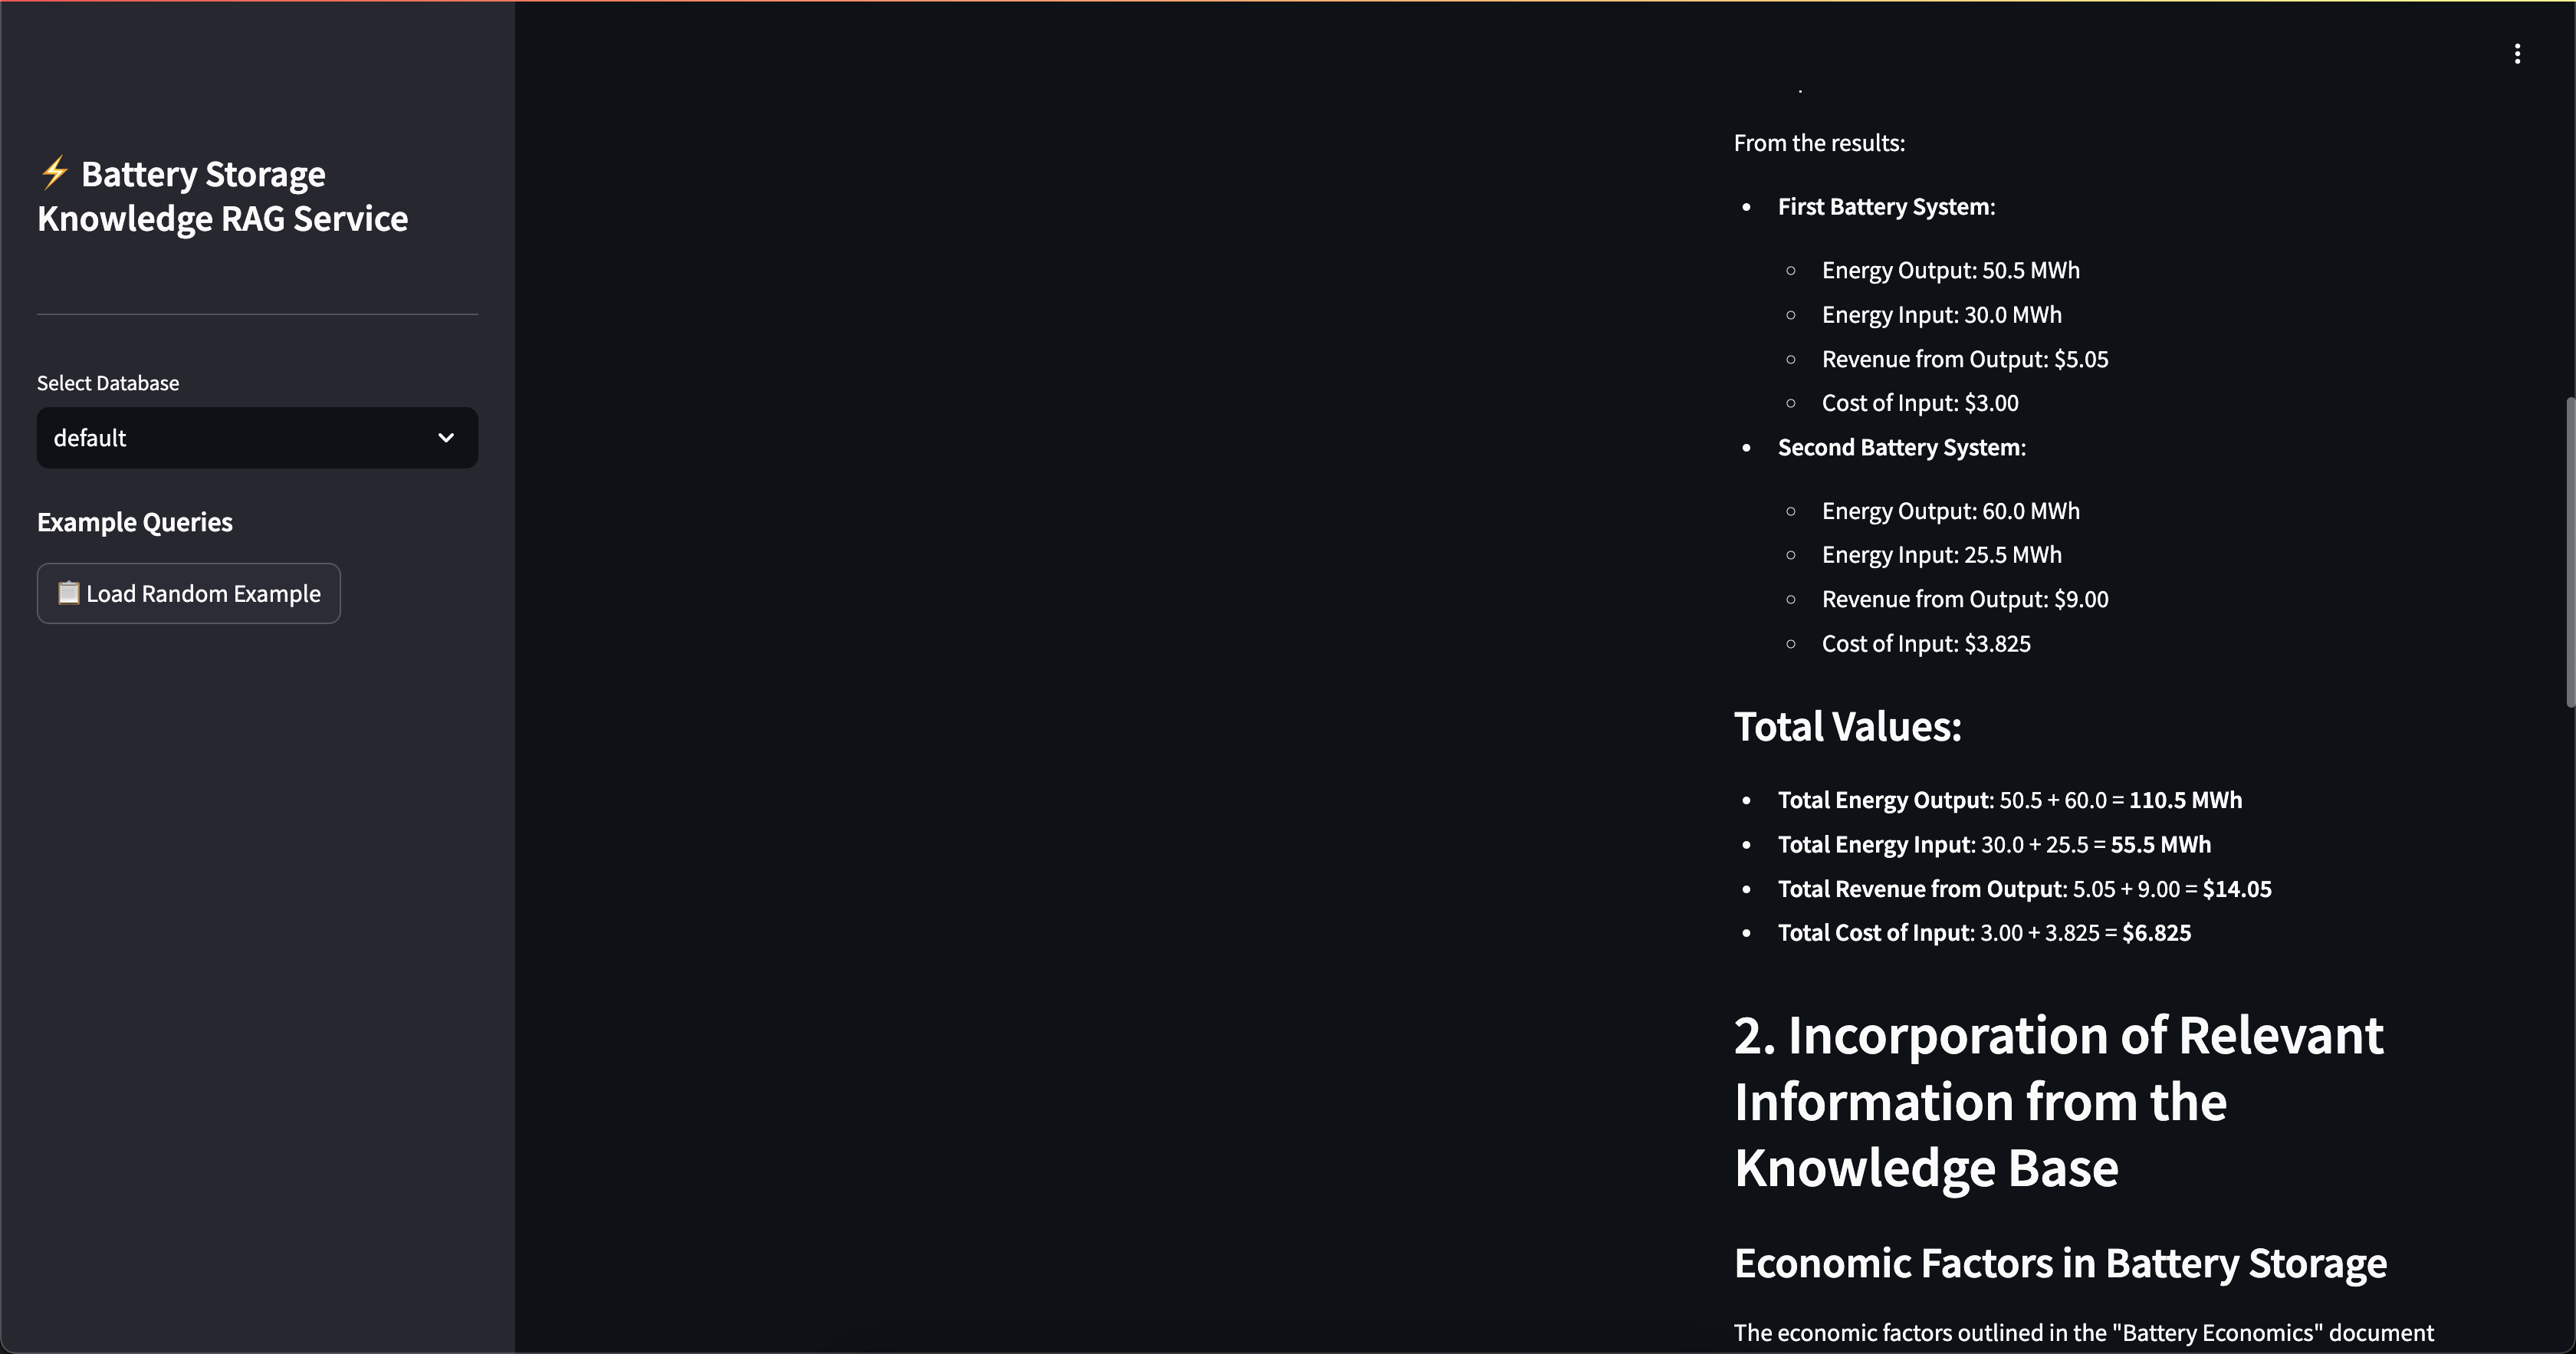 ⚡ Battery Storage
Knowledge RAG Service
Select Database
default
Example Queries
📋 Load Random Example
From the results:
• First Battery System:
○ Energy Output: 50.5 MWh
○ Energy Input: 30.0 MWh
○ Revenue from Output: $5.05
○ Cost of Input: $3.00
• Second Battery System:
○ Energy Output: 60.0 MWh
○ Energy Input: 25.5 MWh
○ Revenue from Output: $9.00
○ Cost of Input: $3.825
Total Values:
• Total Energy Output: 50.5 + 60.0 = 110.5 MWh
• Total Energy Input: 30.0 + 25.5 = 55.5 MWh
• Total Revenue from Output: 5.05 + 9.00 = $14.05
• Total Cost of Input: 3.00 + 3.825 = $6.825
2. Incorporation of Relevant
Information from the
Knowledge Base
Economic Factors in Battery Storage
The economic factors outlined in the "Battery Economics" document